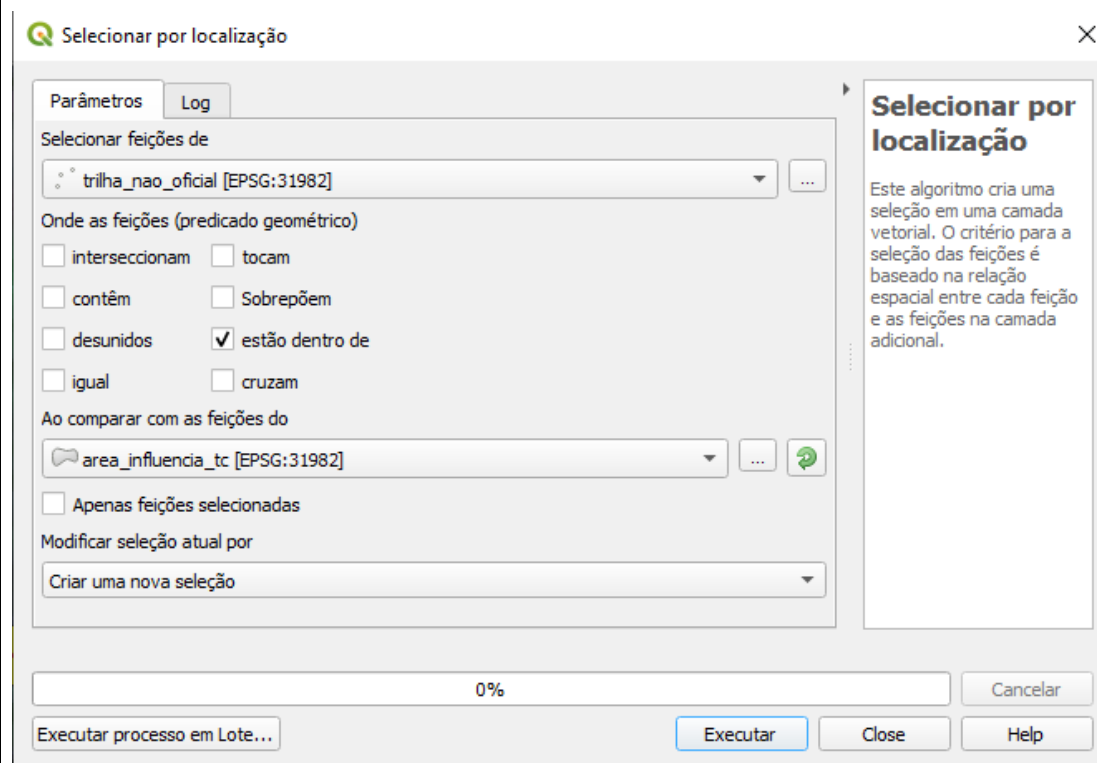 Selecionar por localização
Parâmetros
Log
Selecionar feições de
trilha_nao_oficial [EPSG:31982]
...
Onde as feições (predicado geométrico)
interseccionam
tocam
contêm
Sobrepõem
desunidos
estão dentro de
igual
cruzam
Ao comparar com as feições do
area_influencia_tc [EPSG:31982]
...
Apenas feições selecionadas
Modificar seleção atual por
Criar uma nova seleção
Selecionar por
localização
Este algoritmo cria uma
seleção em uma camada
vetorial. O critério para a
seleção das feições é
baseado na relação
espacial entre cada feição
e as feições na camada
adicional.
0%
Cancelar
Executar processo em Lote...
Executar
Close
Help